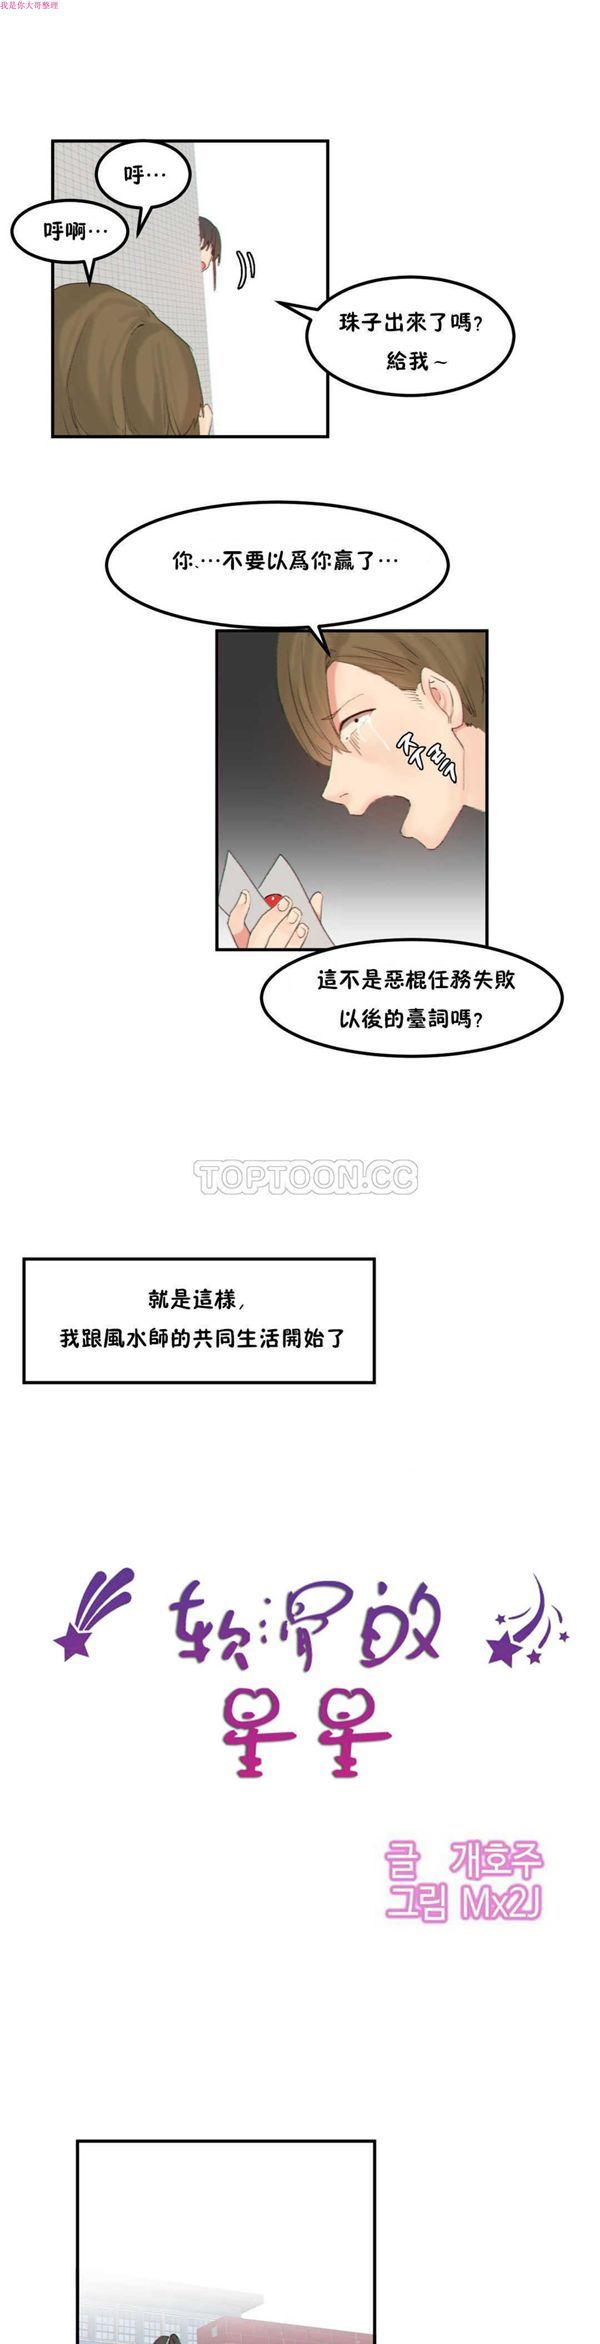 我是你大哥整理
呼…
呼啊…
珠子出來了嗎?
給我~
你、…不要以爲你贏了…
這不是惡棍任務失敗
以後的臺詞嗎?
TOPTOON.CC
就是這樣,
我跟風水師的共同生活開始了
软滑的
星星
글 개호주
그림 Mx2J